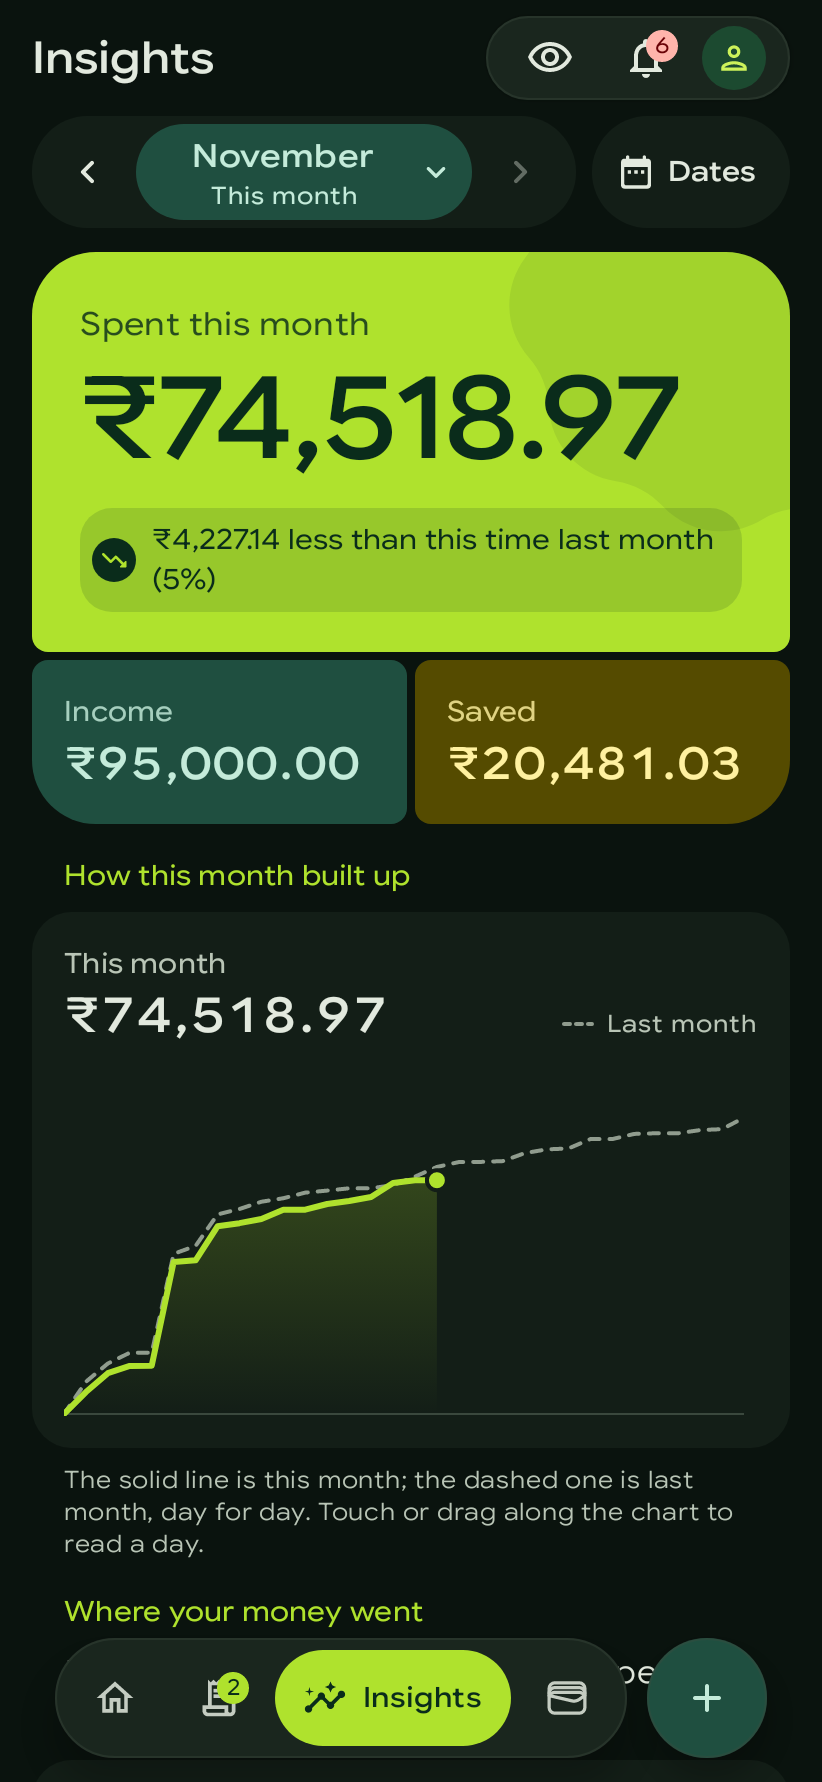 Insights
6
November
This month
Dates
Spent this month
₹74,518.97
₹4,227.14 less than this time last month
(5%)
Income
₹95,000.00
Saved
₹20,481.03
How this month built up
This month
₹74,518.97
Last month
The solid line is this month; the dashed one is last
month, day for day. Touch or drag along the chart to
read a day.
Where your money went
2
Insights